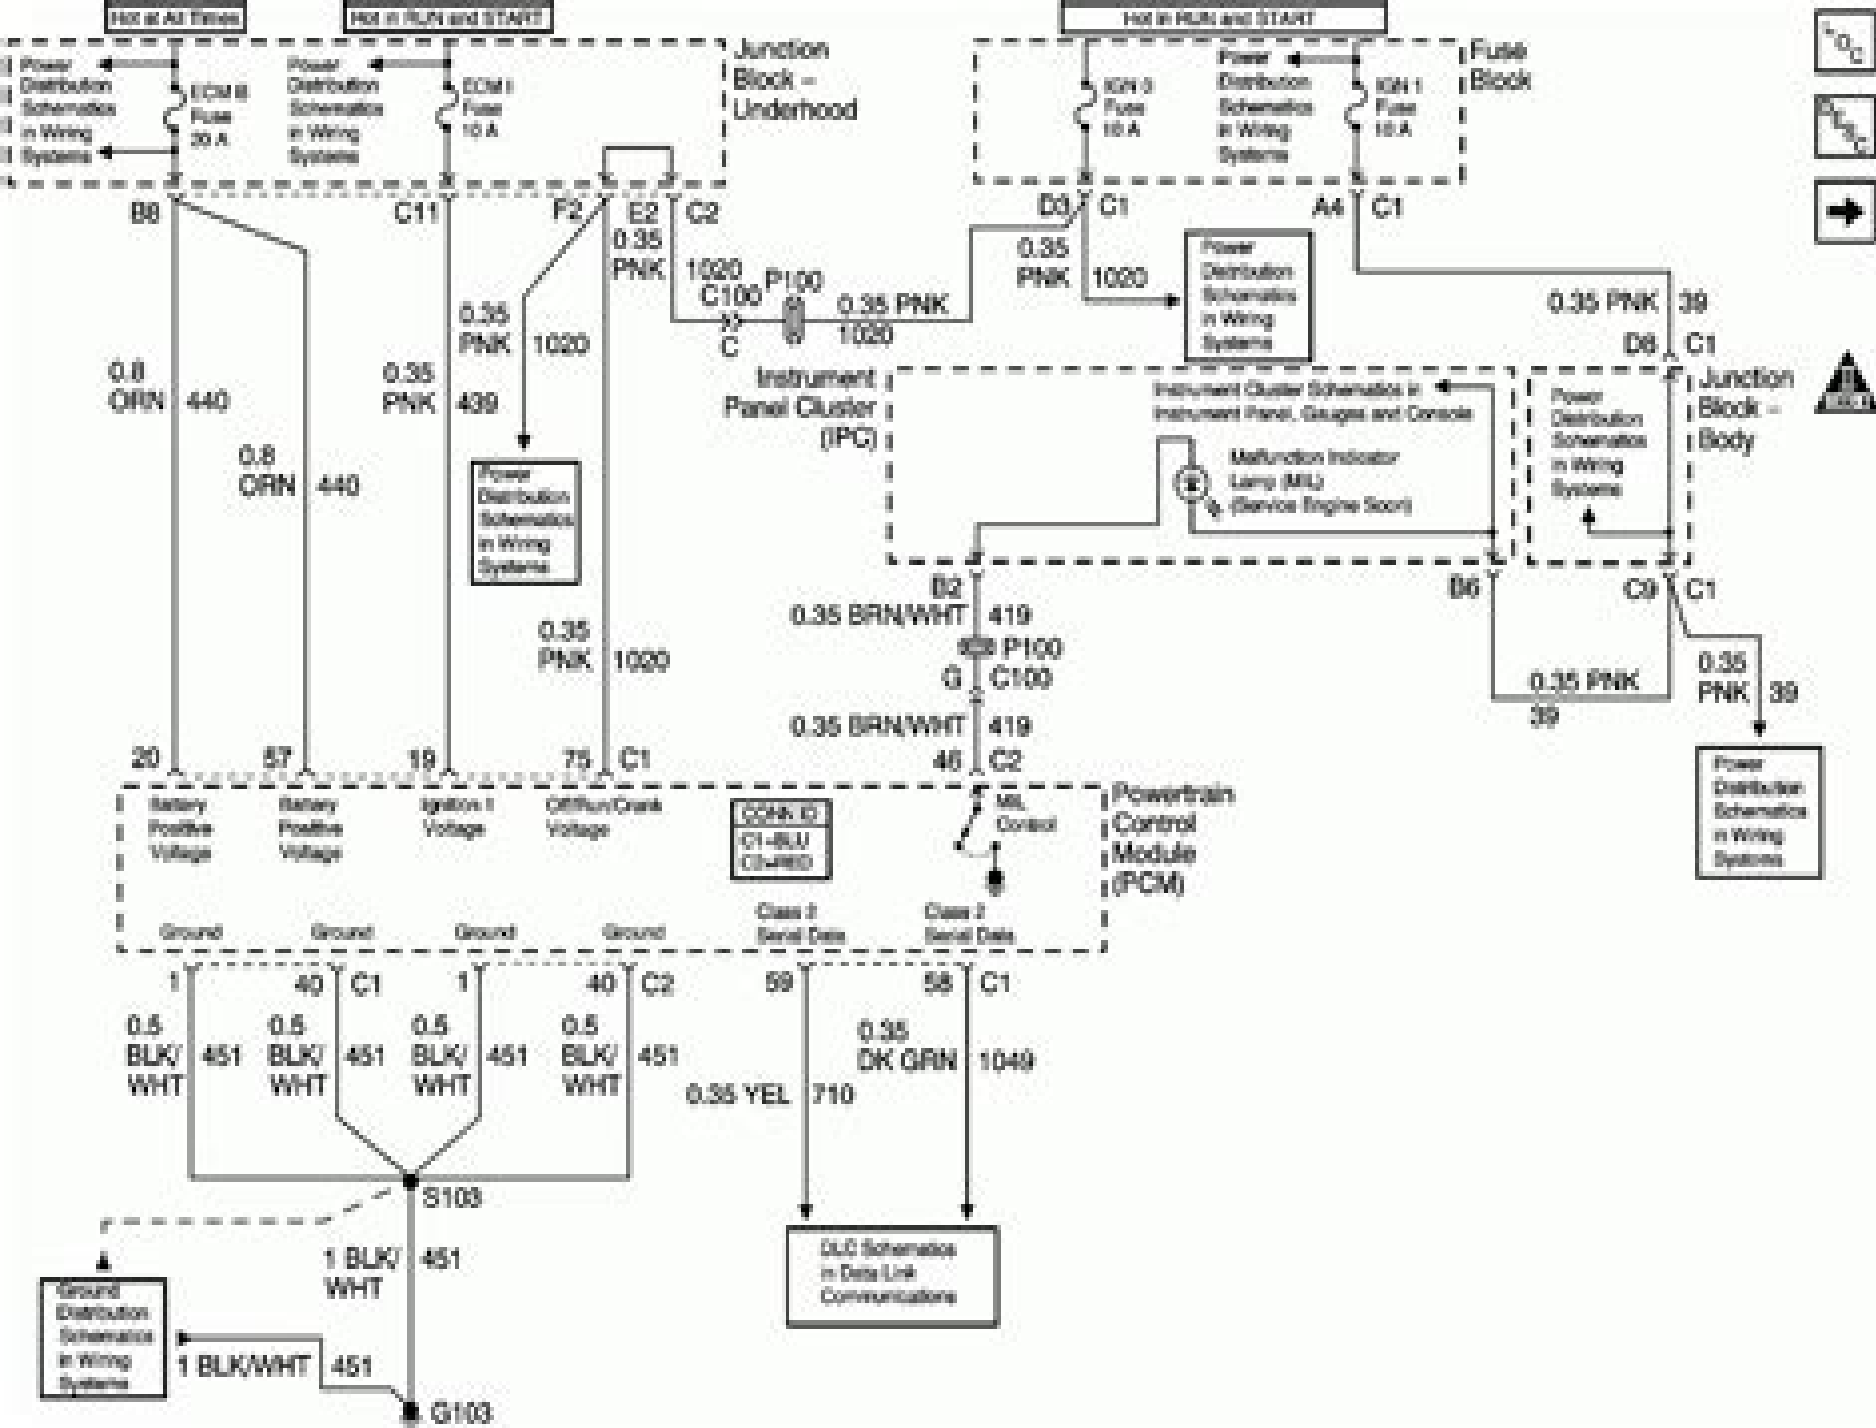 Hot at All Times
Hot in RUN and START
Hot in RUN and START
Power
Distribution
Schematics
in Wiring
Systems
ECM B
Fuse
20 A
Power
Distribution
Schematics
in Wiring
Systems
ECM I
Fuse
10 A
Junction
Block –
Underhood
IGN 0
Fuse
10 A
Power
Distribution
Schematics
in Wiring
Systems
IGN 1
Fuse
10 A
Fuse
Block
LOC
DESC
B8
C11
F2
E2
C2
D3
C1
A4
C1
0.35
PNK
1020
C100
P100
C
0.35 PNK
1020
0.35
PNK
1020
Power
Distribution
Schematics
in Wiring
Systems
0.35 PNK
39
D8
C1
0.8
ORN
440
0.8
ORN
440
0.35
PNK
439
0.35
PNK
1020
Power
Distribution
Schematics
in Wiring
Systems
0.35
PNK
1020
Instrument
Panel Cluster
(IPC)
Instrument Cluster Schematics in
Instrument Panel, Gauges and Console
Malfunction Indicator
Lamp (MIL)
(Service Engine Soon)
Power
Distribution
Schematics
in Wiring
Systems
Junction
Block –
Body
B2
0.35 BRN/WHT
419
P100
G
C100
0.35 BRN/WHT
419
46
C2
B6
C9
C1
0.35 PNK
39
0.35
PNK
39
Power
Distribution
Schematics
in Wiring
Systems
20
57
19
75
C1
Battery
Positive
Voltage
Battery
Positive
Voltage
Ignition 1
Voltage
Off/Run/Crank
Voltage
CONN ID
C1=BLU
C2=RED
MIL
Control
Powertrain
Control
Module
(PCM)
Ground
Ground
Ground
Ground
Class 2
Serial Data
Class 2
Serial Data
1
40
C1
1
40
C2
59
58
C1
0.5
BLK/
WHT
451
0.5
BLK/
WHT
451
0.5
BLK/
WHT
451
0.5
BLK/
WHT
451
0.35 YEL
710
0.35
DK GRN
1049
S103
1 BLK/
WHT
451
Ground
Distribution
Schematics
in Wiring
Systems
1 BLK/WHT
451
G103
DLC Schematics
in Data Link
Communications